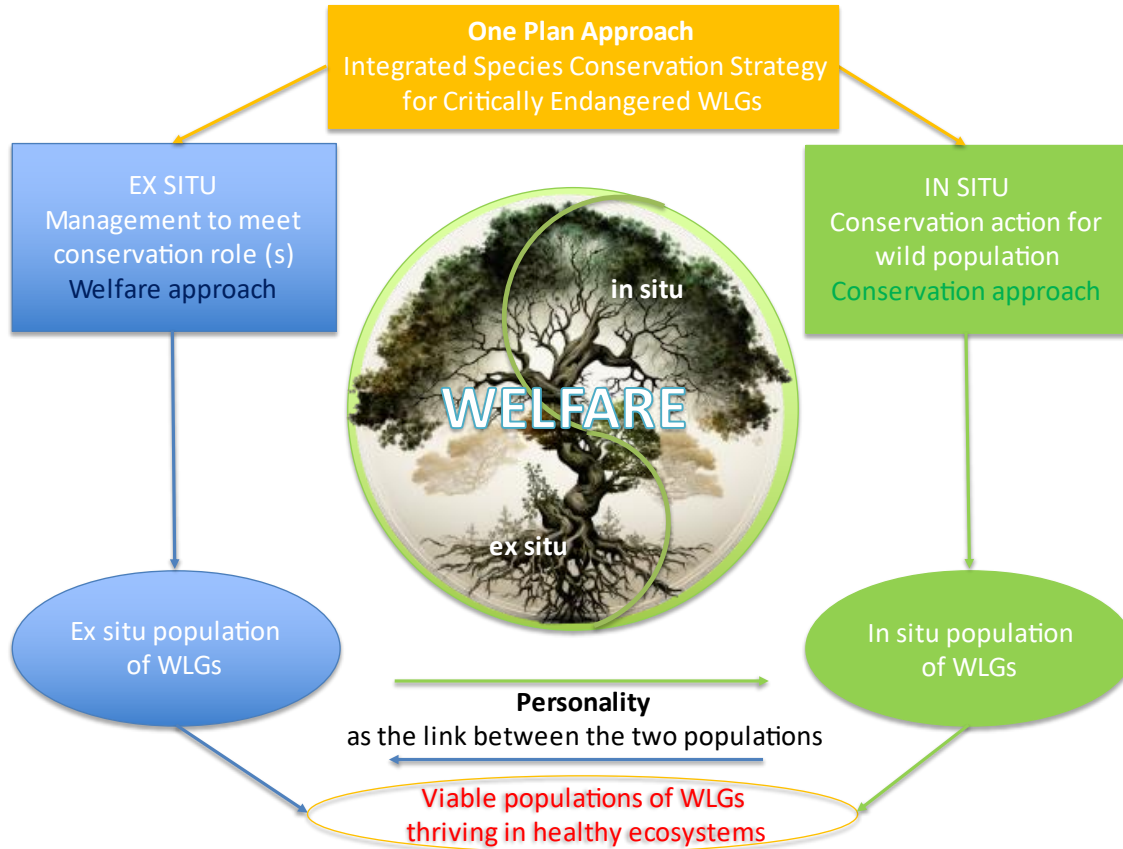 One Plan Approach
Integrated Species Conservation Strategy
for Critically Endangered WLGs
EX SITU
Management to meet
conservation role (s)
Welfare approach
IN SITU
Conservation action for
wild population
Conservation approach
in situ
WELFARE
ex situ
Ex situ population
of WLGs
In situ population
of WLGs
Personality
as the link between the two populations
Viable populations of WLGs
thriving in healthy ecosystems